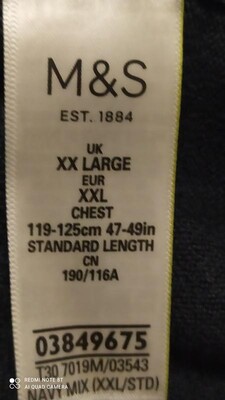 M&S
EST. 1884
UK
XX LARGE
EUR
XXL
CHEST
119-125cm 47-49in
STANDARD LENGTH
CN
190/116A
03849675
T30 7019M/03543
NAVY MIX (XXL/STD)
REDMI NOTE 8T
AI QUAD CAMERA